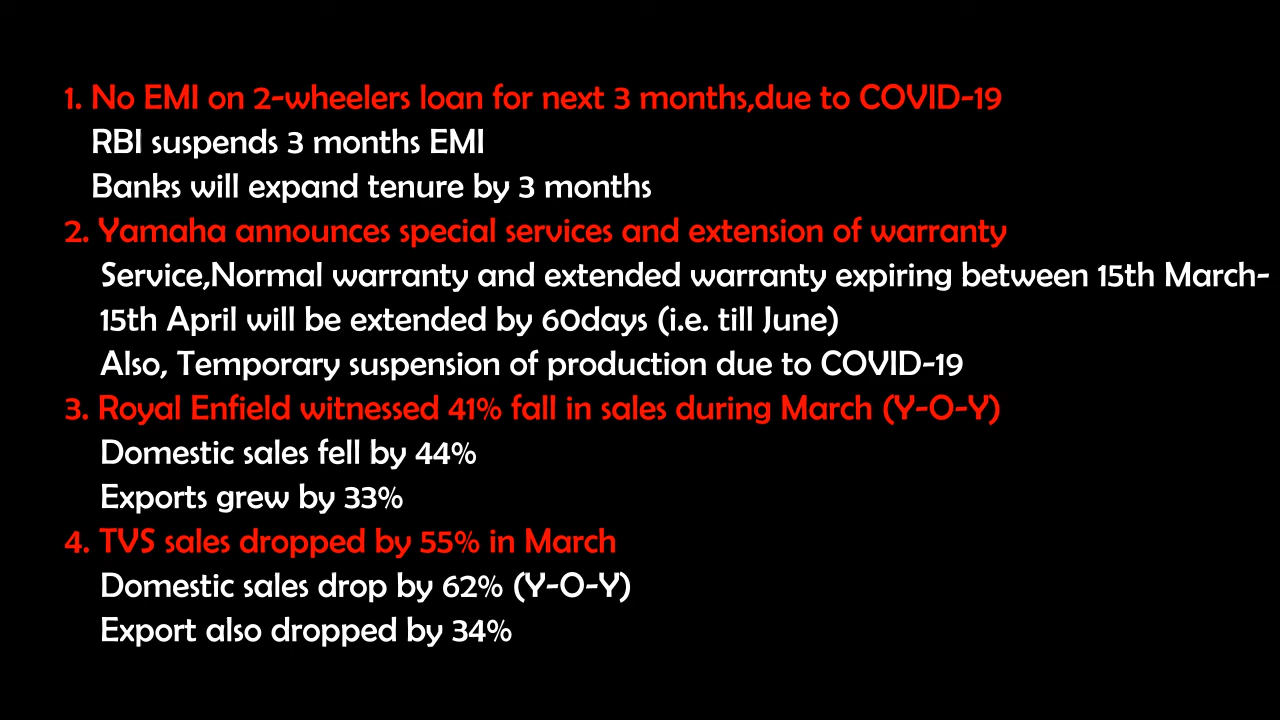 1. No EMI on 2-wheelers loan for next 3 months,due to COVID-19
RBI suspends 3 months EMI
Banks will expand tenure by 3 months
2. Yamaha announces special services and extension of warranty
Service,Normal warranty and extended warranty expiring between 15th March-
15th April will be extended by 60days (i.e. till June)
Also, Temporary suspension of production due to COVID-19
3. Royal Enfield witnessed 41% fall in sales during March (Y-O-Y)
Domestic sales fell by 44%
Exports grew by 33%
4. TVS sales dropped by 55% in March
Domestic sales drop by 62% (Y-O-Y)
Export also dropped by 34%